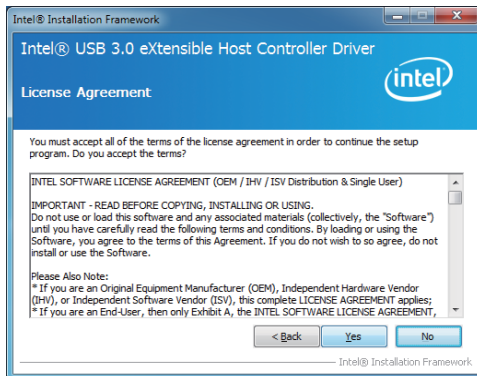 Intel® Installation Framework
Intel® USB 3.0 eXtensible Host Controller Driver
License Agreement
intel
You must accept all of the terms of the license agreement in order to continue the setup
program. Do you accept the terms?
INTEL SOFTWARE LICENSE AGREEMENT (OEM / IHV / ISV Distribution & Single User)
IMPORTANT - READ BEFORE COPYING, INSTALLING OR USING.
Do not use or load this software and any associated materials (collectively, the "Software")
until you have carefully read the following terms and conditions. By loading or using the
Software, you agree to the terms of this Agreement. If you do not wish to so agree, do not
install or use the Software.
Please Also Note:
* If you are an Original Equipment Manufacturer (OEM), Independent Hardware Vendor
(IHV), or Independent Software Vendor (ISV), this complete LICENSE AGREEMENT applies;
* If you are an End-User, then only Exhibit A, the INTEL SOFTWARE LICENSE AGREEMENT,
< Back Yes No
Intel® Installation Framework